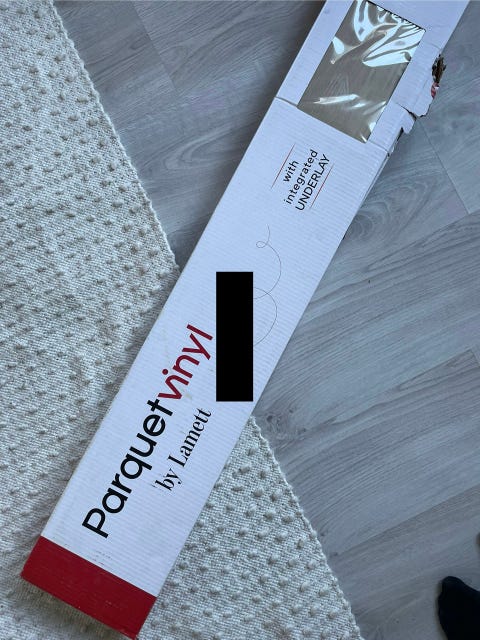 Parquetvinyl
by Lamett
with
integrated
UNDERLAY